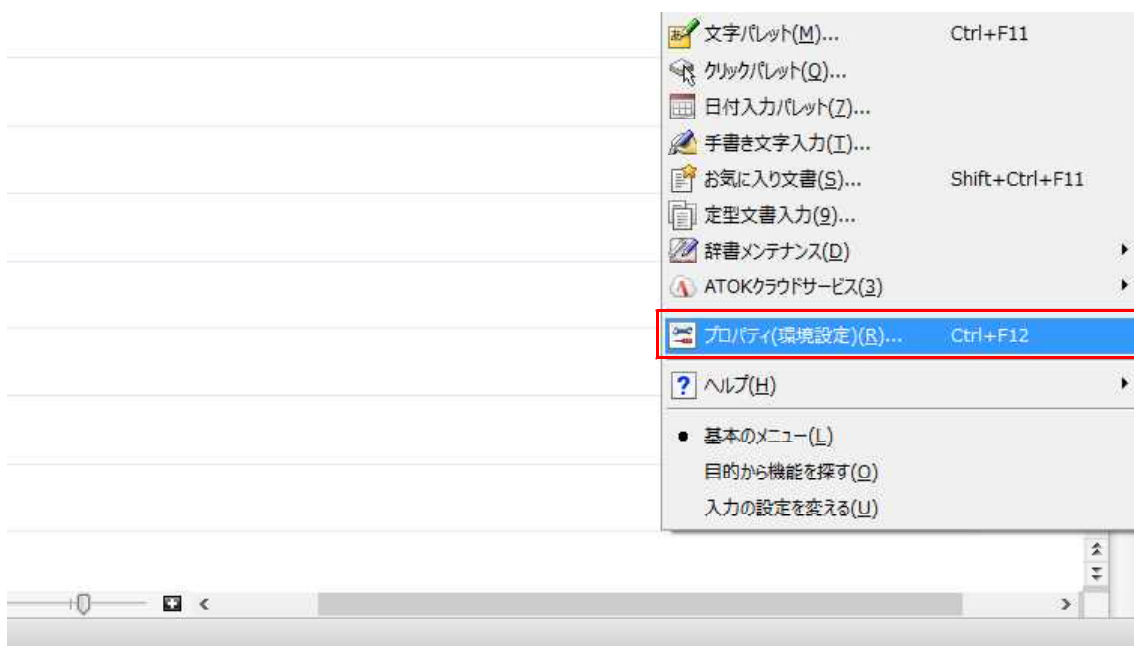 文字パレット(M)... Ctrl+F11
クリックパレット(Q)...
日付入力パレット(7)...
手書き文字入力(T)...
お気に入り文書(S)... Shift+Ctrl+F11
定型文書入力(9)...
辞書メンテナンス(D)
ATOKクラウドサービス(3)
プロパティ(環境設定)(R)... Ctrl+F12
ヘルプ(H)
基本のメニュー(L)
目的から機能を探す(O)
入力の設定を変える(U)